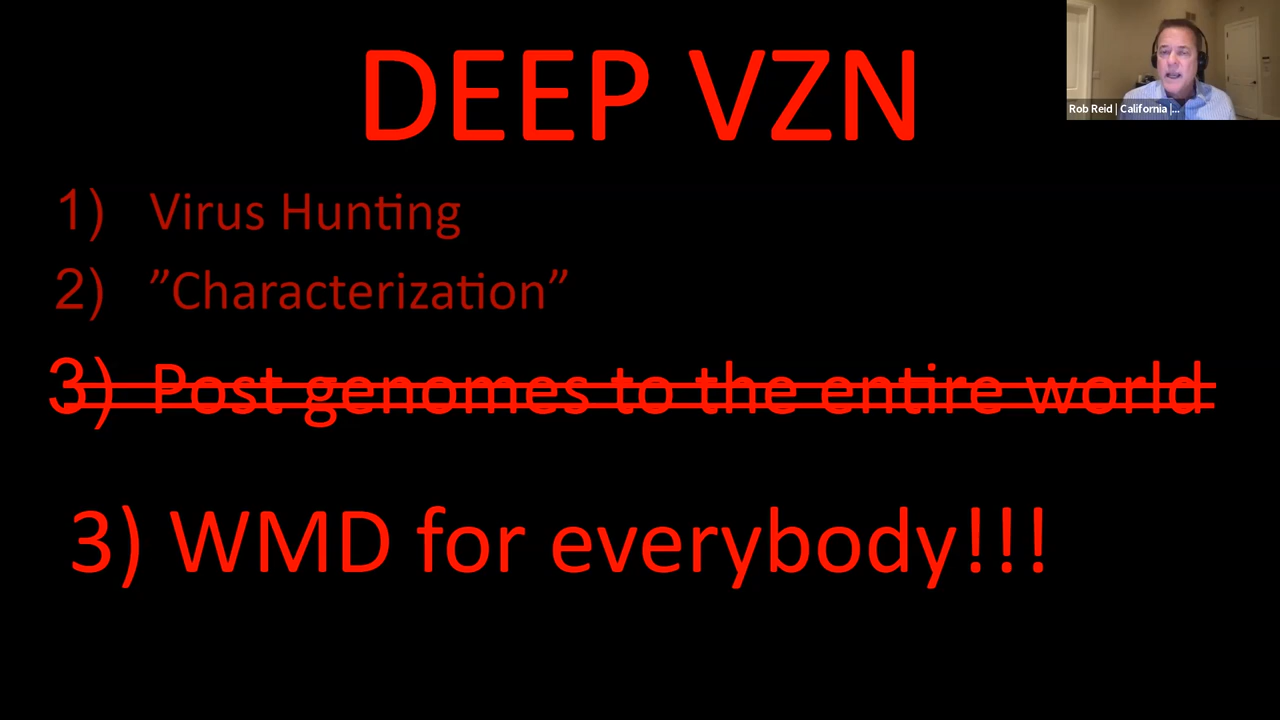 DEEP VZN
Rob Reid | California |...
1) Virus Hunting
2) ”Characterization”
3) Post genomes to the entire world
3) WMD for everybody!!!